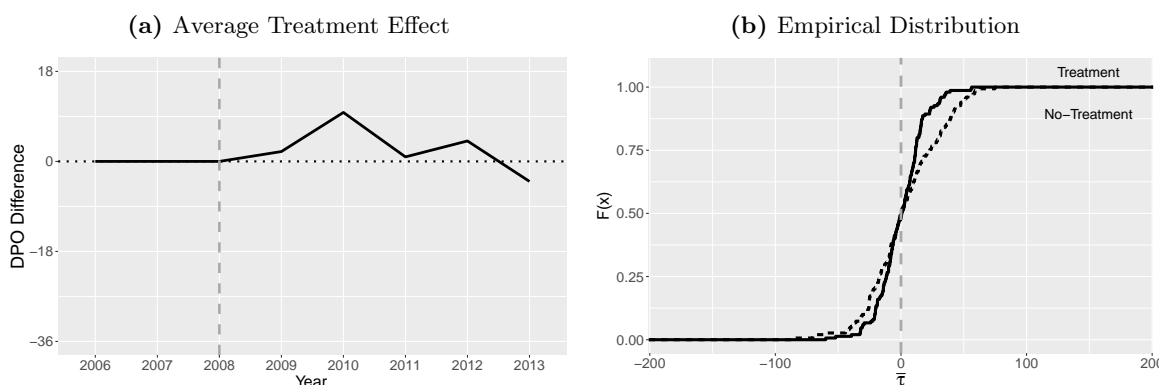 (a) Average Treatment Effect
18
0
−18
−36
DPO Difference
2006 2007 2008 2009 2010 2011 2012 2013
Year
(b) Empirical Distribution
1.00
0.75
0.50
0.25
0.00
F(x)
Treatment
No−Treatment
−200 −100 0 100 200
τ̅